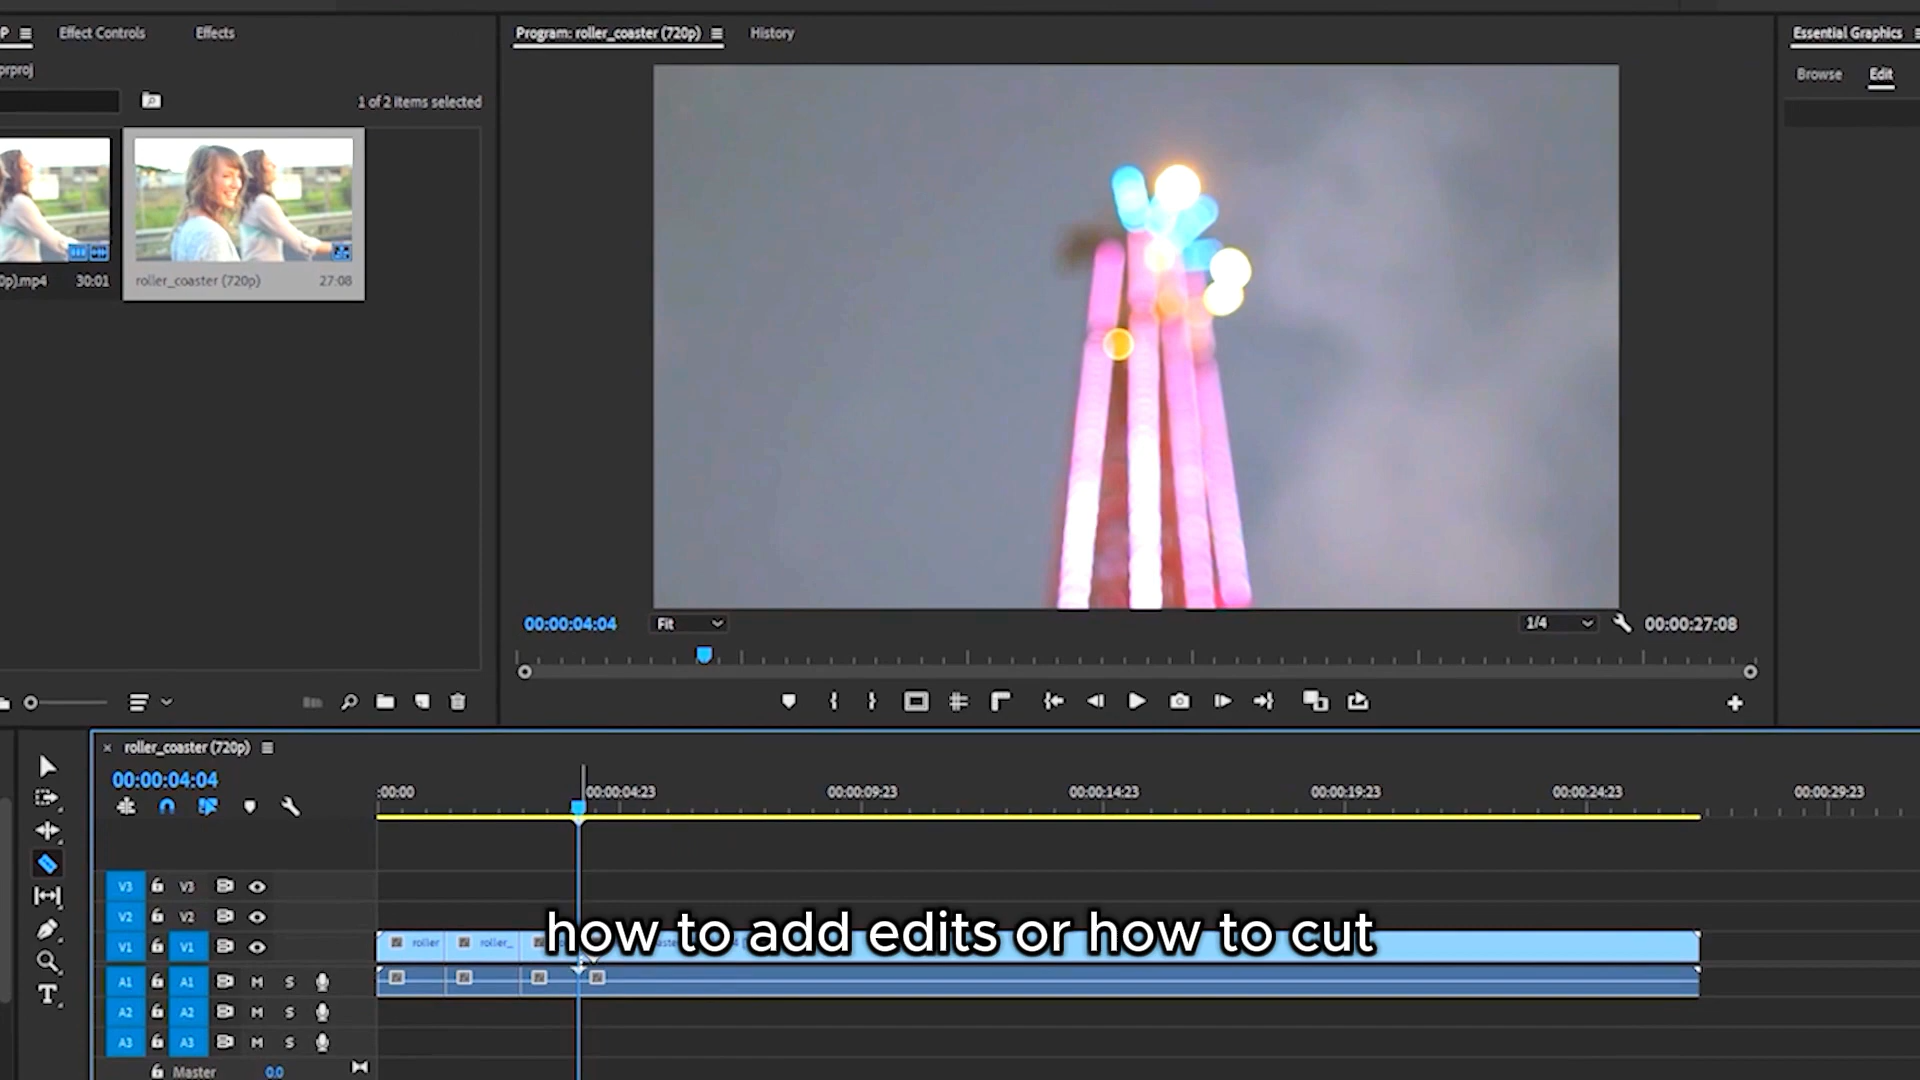 Effect Controls
Effects
Program: roller_coaster (720p)
History
Essential Graphics
Browse
Edit
prproj
1 of 2 items selected
0p).mp4
30:01
roller_coaster (720p)
27:08
00:00:04:04
Fit
1/4
00:00:27:08
roller_coaster (720p)
00:00:04:04
:00:00
00:00:04:23
00:00:09:23
00:00:14:23
00:00:19:23
00:00:24:23
00:00:29:23
V3
V3
V2
V2
V1
V1
roller
roller_
how to add edits or how to cut
A1
A1
M
S
A2
A2
M
S
A3
A3
M
S
Master
0.0